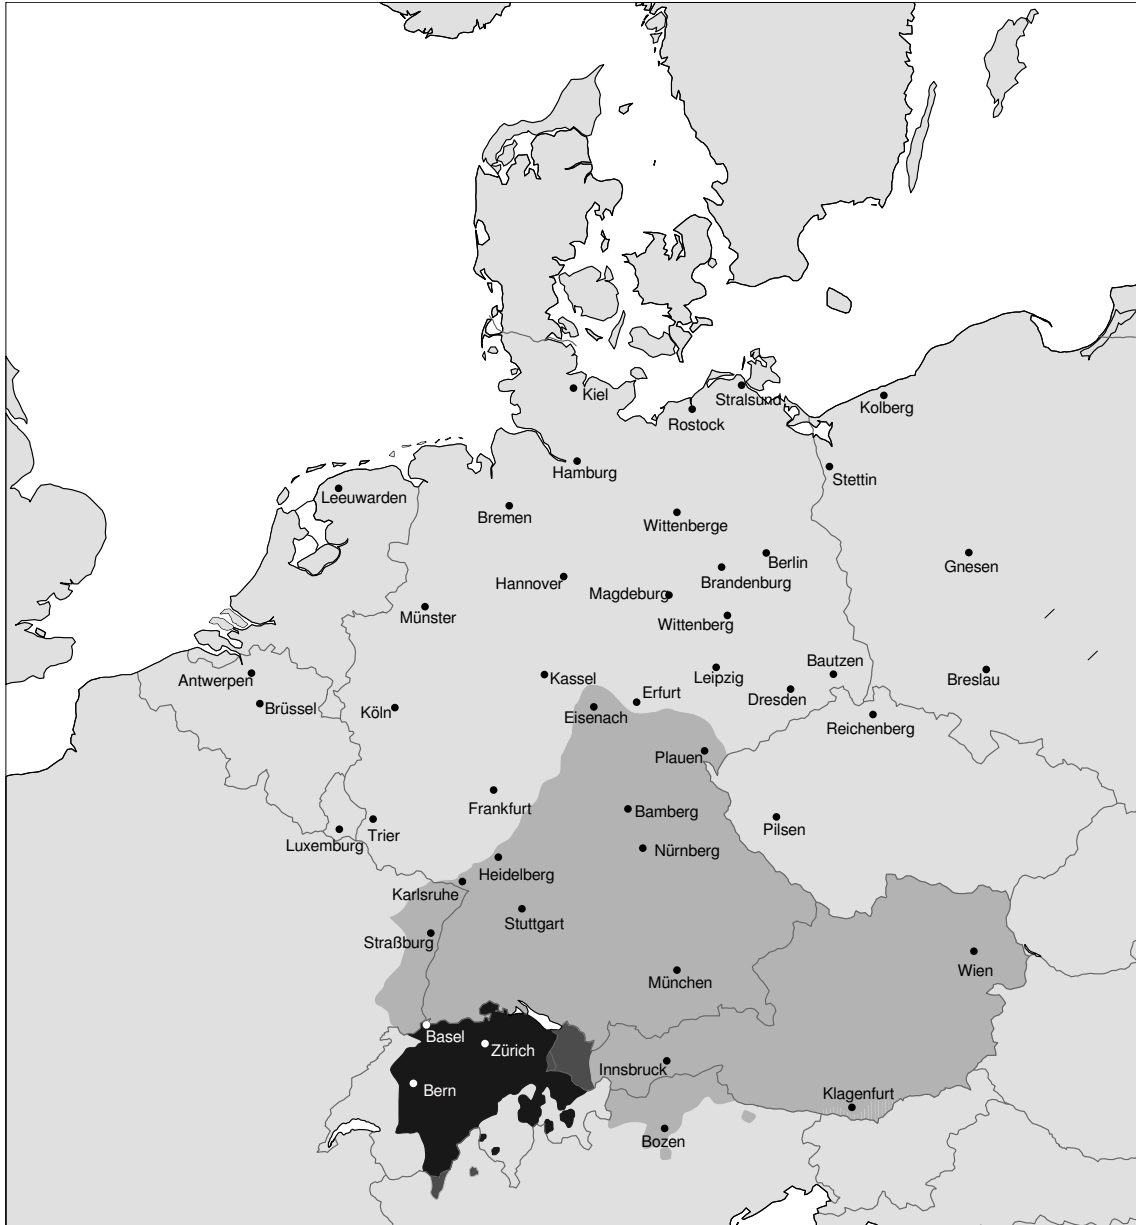 Kiel
Stralsund
Kolberg
Rostock
Hamburg
Stettin
Leeuwarden
Bremen
Wittenberge
Berlin
Gnesen
Hannover
Brandenburg
Magdeburg
Münster
Wittenberg
Bautzen
Antwerpen
Kassel
Leipzig
Breslau
Erfurt
Dresden
Brüssel
Köln
Eisenach
Reichenberg
Plauen
Frankfurt
Bamberg
Pilsen
Trier
Luxemburg
Nürnberg
Heidelberg
Karlsruhe
Stuttgart
Straßburg
Wien
München
Basel
Zürich
Innsbruck
Bern
Klagenfurt
Bozen